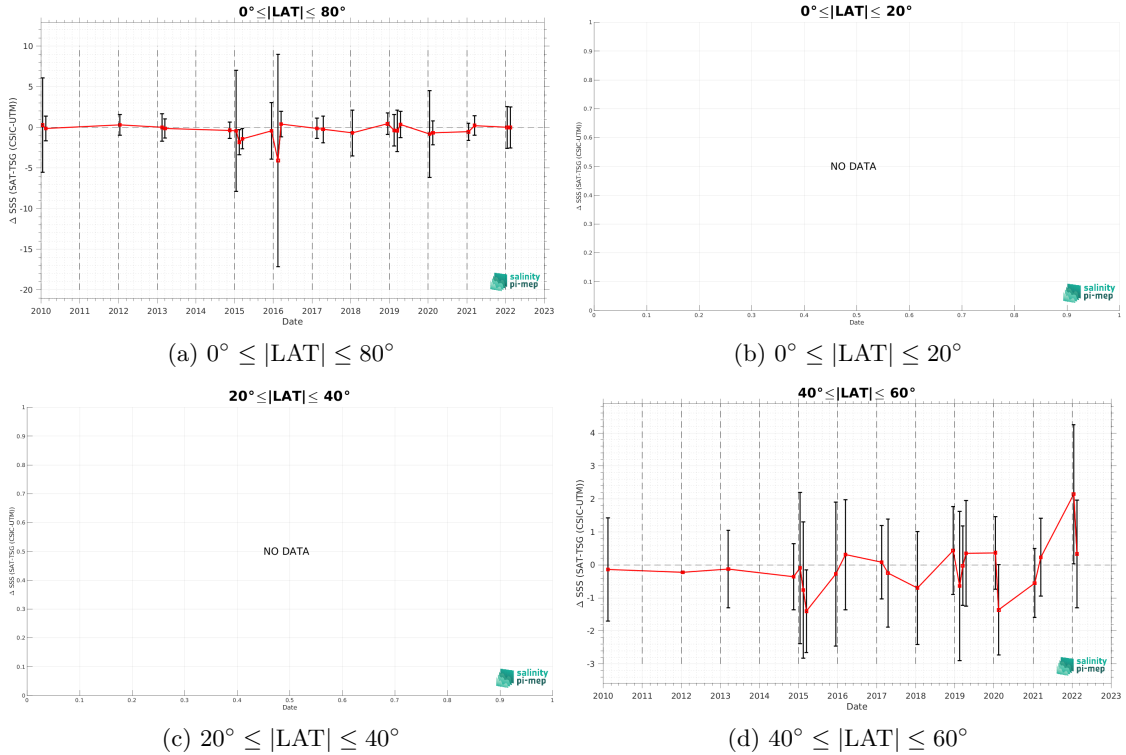 0°≤|LAT|≤ 80°
Δ SSS (SAT-TSG (CSIC-UTM))
10
5
0
-5
-10
-15
-20
2010 2011 2012 2013 2014 2015 2016 2017 2018 2019 2020 2021 2022 2023
Date
salinity
pi-mep
(a) 0° ≤ |LAT| ≤ 80°
0°≤|LAT|≤ 20°
Δ SSS (SAT-TSG (CSIC-UTM))
1
0.9
0.8
0.7
0.6
0.5
0.4
0.3
0.2
0.1
0
NO DATA
0 0.1 0.2 0.3 0.4 0.5 0.6 0.7 0.8 0.9 1
Date
salinity
pi-mep
(b) 0° ≤ |LAT| ≤ 20°
20°≤|LAT|≤ 40°
Δ SSS (SAT-TSG (CSIC-UTM))
1
0.9
0.8
0.7
0.6
0.5
0.4
0.3
0.2
0.1
0
NO DATA
0 0.1 0.2 0.3 0.4 0.5 0.6 0.7 0.8 0.9 1
Date
salinity
pi-mep
(c) 20° ≤ |LAT| ≤ 40°
40°≤|LAT|≤ 60°
Δ SSS (SAT-TSG (CSIC-UTM))
4
3
2
1
0
-1
-2
-3
2010 2011 2012 2013 2014 2015 2016 2017 2018 2019 2020 2021 2022 2023
Date
salinity
pi-mep
(d) 40° ≤ |LAT| ≤ 60°